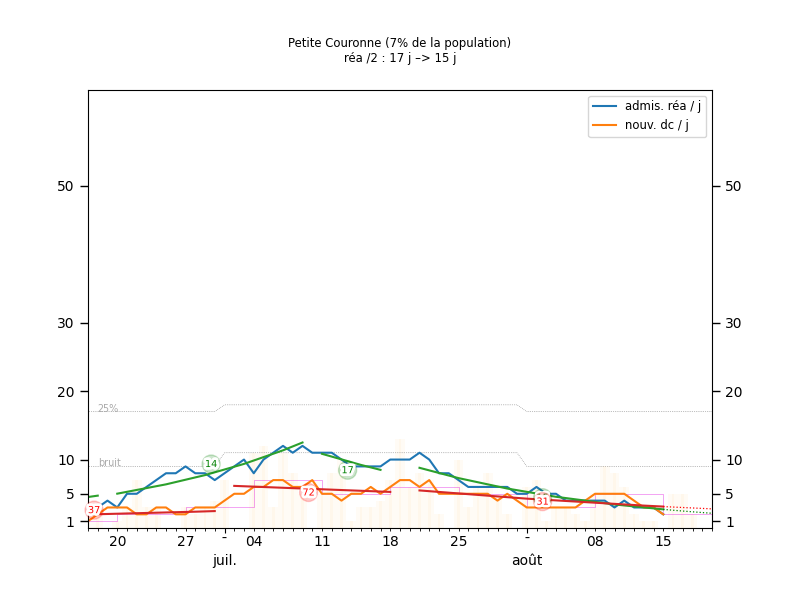 Petite Couronne (7% de la population)
réa /2 : 17 j –> 15 j
admis. réa / j
nouv. dc / j
50 50
30 30
20 20
25%
10 bruit 10
14
17
5 5
37 72 31
1 1
20 27 - 04 11 18 25 - 08 15
juil. août